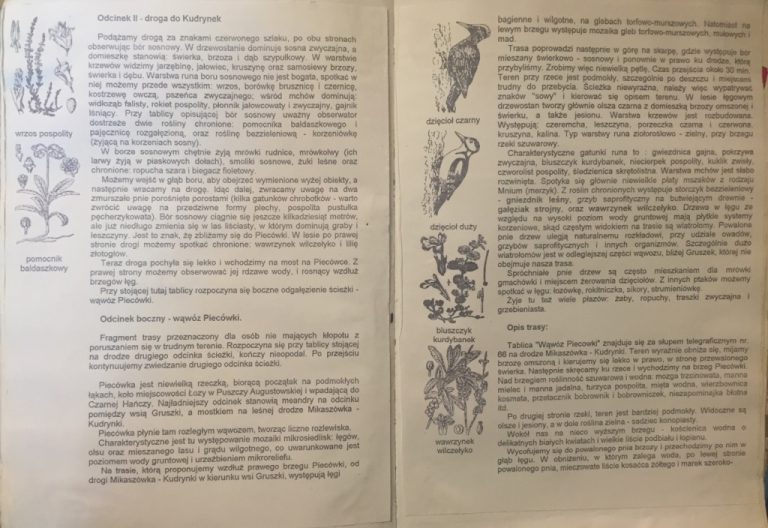 Odcinek II - droga do Kudrynek
Podążamy drogą za znakami czerwonego szlaku, po obu stronach
obserwując bór sosnowy. W drzewostanie dominuje sosna zwyczajna, a
domieszkę stanowią: świerk, brzoza i dąb szypułkowy. W warstwie
krzewów widzimy jarzębinę, jałowiec, kruszynę oraz samosiewy brzozy,
świerka i dębu. Warstwa runa boru sosnowego nie jest bogata, spotkać w
niej możemy przede wszystkim: wrzos, borówkę brusznicę i czernicę,
kostrzewę owczą, pszeńca zwyczajnego; wśród mchów dominują:
widłoząb falisty, rokiet pospolity, płonnik jałowcowaty i zwyczajny, gajnik
lśniący. Przy tablicy opisującej bór sosnowy uważny obserwator
dostrzeże dwie rośliny chronione: pomocnika baldaszkowego i
pajęcznicę rozgałęzioną, oraz roślinę bezzieleniową - korzeniówkę
(żyjącą na korzeniach sosny).
W borze sosnowym chętnie żyją mrówki rudnice, mrówkolwy (ich
larwy żyją w piaskowych dołach), smoliki sosnowe, żuki leśne oraz
chronione: ropucha szara i biegacz fioletowy.
Możemy wejść w głąb boru, aby obejrzeć wymienione wyżej obiekty, a
następnie wracamy na drogę. Idąc dalej, zwracamy uwagę na dwa
zmurszałe pnie porośnięte porostami (kilka gatunków chrobotków - warto
zwrócić uwagę na przedziwne formy plechy, pospolita pustułka
pęcherzykowata). Bór sosnowy ciągnie się jeszcze kilkadziesiąt metrów,
ale już niedługo zmienia się w las liściasty, w którym dominują graby i
leszczyny. Jest to znak, że zbliżamy się do Piecówki. W lesie po prawej
stronie drogi możemy spotkać chronione: wawrzynek wilczełyko i lilię
złotogłów.
Teraz droga pochyla się lekko i wchodzimy na most na Piecówce. Z
prawej strony możemy obserwować jej rdzawe wody, i rosnący wzdłuż
brzegów łęg.
Przy stojącej tutaj tablicy rozpoczyna się boczne odgałęzienie ścieżki -
wąwóz Piecówki.
Odcinek boczny - wąwóz Piecówki.
Fragment trasy przeznaczony dla osób nie mających kłopotu z
poruszaniem się w trudnym terenie. Rozpoczyna się przy tablicy stojącej
na drodze drugiego odcinka ścieżki, kończy nieopodal. Po przejściu
kontynuujemy zwiedzanie drugiego odcinka ścieżki.
Piecówka jest niewielką rzeczką, biorącą początek na podmokłych
łąkach, koło miejscowości Łozy w Puszczy Augustowskiej i wpadającą do
Czarnej Hańczy. Najładniejszy odcinek stanowią meandry na odcinku
pomiędzy wsią Gruszki, a mostkiem na leśnej drodze Mikaszówka -
Kudrynki.
Piecówka płynie tam rozległym wąwozem, tworząc liczne rozlewiska.
Charakterystyczne jest tu występowanie mozaiki mikrosiedlisk: łęgów,
olsu oraz mieszanego lasu i grądu wilgotnego, co uwarunkowane jest
poziomem wody gruntowej i urzeźbieniem mikroreliefu.
Na trasie, którą proponujemy wzdłuż prawego brzegu Piecówki, od
drogi Mikaszówka - Kudrynki w kierunku wsi Gruszki, występują łęgi
wrzos pospolity
pomocnik
baldaszkowy
bagienne i wilgotne, na glebach torfowo-murszowych. Natomiast na
lewym brzegu występuje mozaika gleb torfowo-murszowych, mułowych i
mad.
Trasa poprowadzi następnie w górę na skarpę, gdzie występuje bór
mieszany świerkowo - sosnowy i ponownie w prawo ku drodze, którą
przybyliśmy. Zrobimy więc niewielką pętlę. Czas przejścia około 30 min.
Teren przy rzece jest podmokły, szczególnie po deszczu i miejscami
trudny do przebycia. Ścieżka niewyraźna, należy więc wypatrywać
znaków "sowy" i kierować się opisem terenu. W lesie łęgowym
drzewostan tworzy głównie olsza czarna z domieszką brzozy omszonej i
świerku, a także jesionu. Warstwa krzewów jest rozbudowana.
Występują: czeremcha, leszczyna, porzeczka czarna i czerwona,
kruszyna, kalina. Typ warstwy runa ziołoroślowo - zielny, przy brzegu
rzeki szuwarowy.
Charakterystyczne gatunki runa to : gwiezdnica gajna, pokrzywa
zwyczajna, bluszczyk kurdybanek, niecierpek pospolity, kuklik zwisły,
czworolist pospolity, śledziennica skrętolistna. Warstwa mchów jest słabo
rozwinięta. Spotyka się głównie niewielkie płaty mszaków z rodzaju
Mnium (merzyk). Z roślin chronionych występuje storczyk bezzieleniowy
- gnieźnik leśny, grzyb saprofityczny na butwiejącym drewnie -
gałęziak strojny, oraz wawrzynek wilczełyko. Drzewa w łęgu ze
względu na wysoki poziom wody gruntowej mają płytkie systemy
korzeniowe, skąd częstym widokiem na trasie są wiatrołomy. Powalone
pnie drzew ulegją naturalnemu rozkładowi, przy udziale owadów,
grzybów saprofitycznych i innych organizmów. Szczególnie dużo
wiatrołomów jest w odleglejszej części wąwozu, bliżej Gruszek, której nie
obejmuje nasza trasa.
Spróchniałe pnie drzew są często mieszkaniem dla mrówki
gmachówki i miejscem żerowania dzięciołów. Z innych ptaków możemy
spotkać w łęgu: łozówkę, rokitniczka, sikory, strumieniówkę.
Żyje tu też wiele płazów: żaby, ropuchy, traszki zwyczajna i
grzebieniasta.
Opis trasy:
Tablica "Wąwóz Piecówki" znajduje się za słupem telegraficznym nr
86 na drodze Mikaszówka - Kudrynki. Teren wyraźnie obniża się, mijamy
brzozę omszoną i kierujemy się lekko w prawo, w stronę przewalonego
świerka. Następnie skręcamy ku rzece i wychodzimy na brzeg Piecówki.
Nad brzegiem roślinność szuwarowa i wodna: mozga trzcinowata, manna
mielec i manna jadalna, turzyca pospolita, mięta wodna, wierzbownica
kosmata, przetacznik bobownik i bobrowniczek, niezapominajka błotna
itd.
Po drugiej stronie rzeki, teren jest bardziej podmokły. Widoczne są
olsze i jesiony, a w dole roślina zielna - sadziec konopiasty.
Wokół nas na nieco wyższym brzegu - kościenica wodna o
delikatnych białych kwiatach i wielkie liście podbiału i łopianu.
Wycofujemy się do powalonego pnia brzozy i przechodzimy po nim w
głąb łęgu. W obniżeniu, w którym zalega woda, po lewej stronie
powalonego pnia, mieczowate liście kosaćca żółtego i marek szeroko-
dzięcioł czarny
dzięcioł duży
bluszczyk
kurdybanek
wawrzynek
wilczełyko